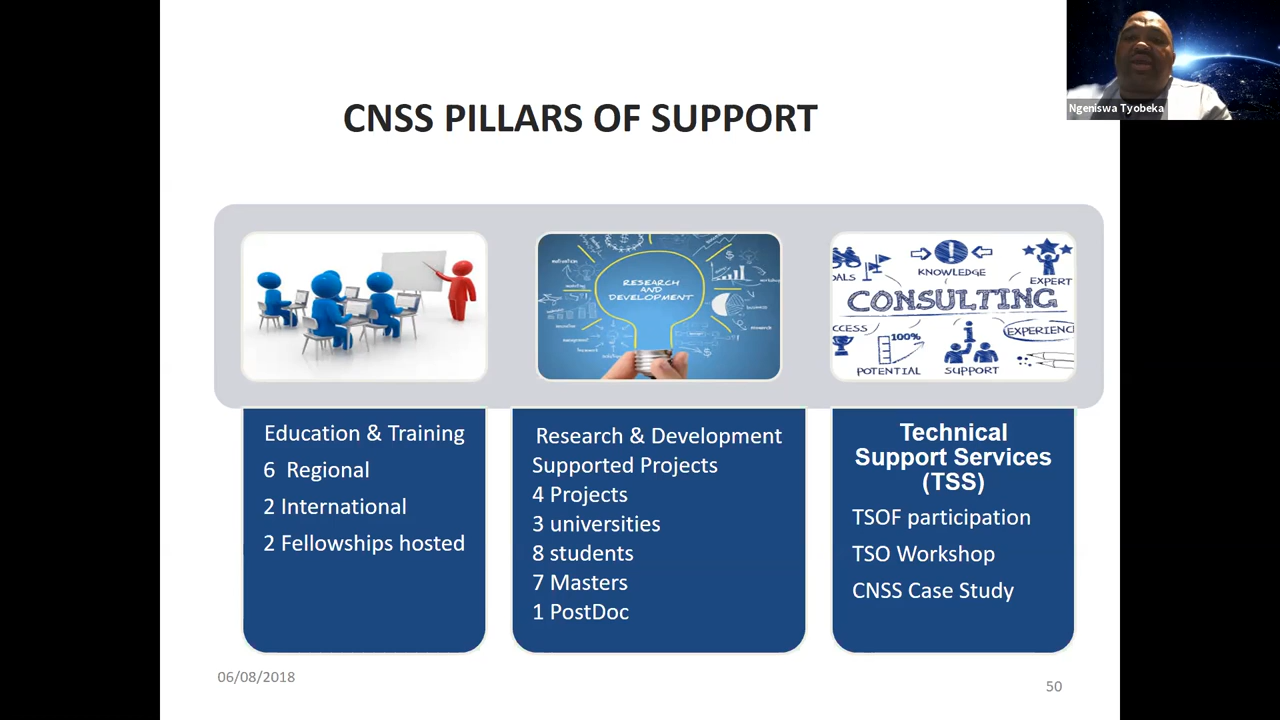 Ngeniswa Tyobeka
CNSS PILLARS OF SUPPORT
RESEARCH
AND
DEVELOPMENT
KNOWLEDGE
EXPERT
CONSULTING
EXPERIENC
100%
POTENTIAL
SUPPORT
Education & Training
6 Regional
2 International
2 Fellowships hosted
Research & Development
Supported Projects
4 Projects
3 universities
8 students
7 Masters
1 PostDoc
Technical
Support Services
(TSS)
TSOF participation
TSO Workshop
CNSS Case Study
06/08/2018
50